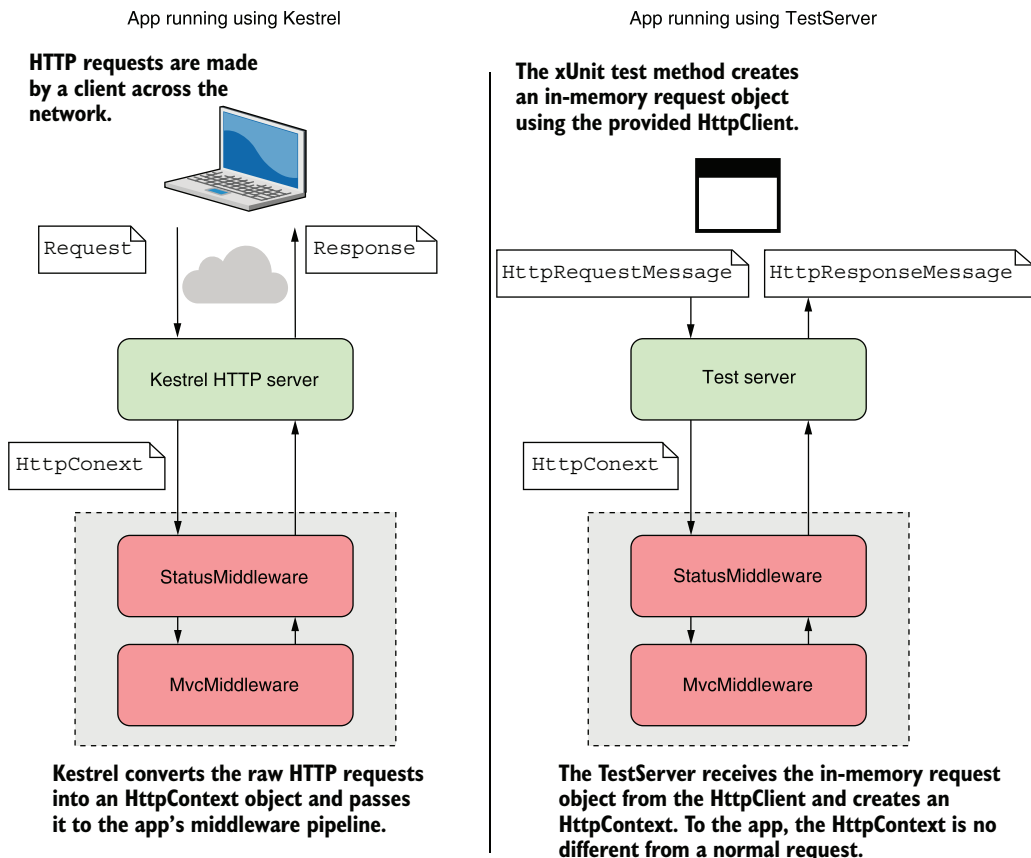 App running using Kestrel
HTTP requests are made
by a client across the
network.
Request
Response
Kestrel HTTP server
HttpConext
StatusMiddleware
MvcMiddleware
Kestrel converts the raw HTTP requests
into an HttpContext object and passes
it to the app's middleware pipeline.
App running using TestServer
The xUnit test method creates
an in-memory request object
using the provided HttpClient.
HttpRequestMessage
HttpResponseMessage
Test server
HttpConext
StatusMiddleware
MvcMiddleware
The TestServer receives the in-memory request
object from the HttpClient and creates an
HttpContext. To the app, the HttpContext is no
different from a normal request.